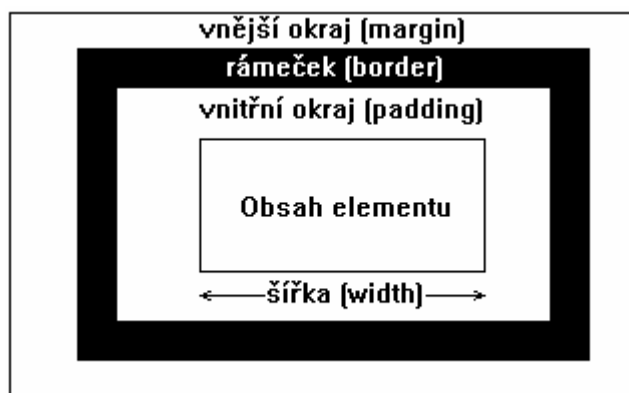 vnější okraj (margin)
rámeček (border)
vnitřní okraj (padding)
Obsah elementu
šířka (width)